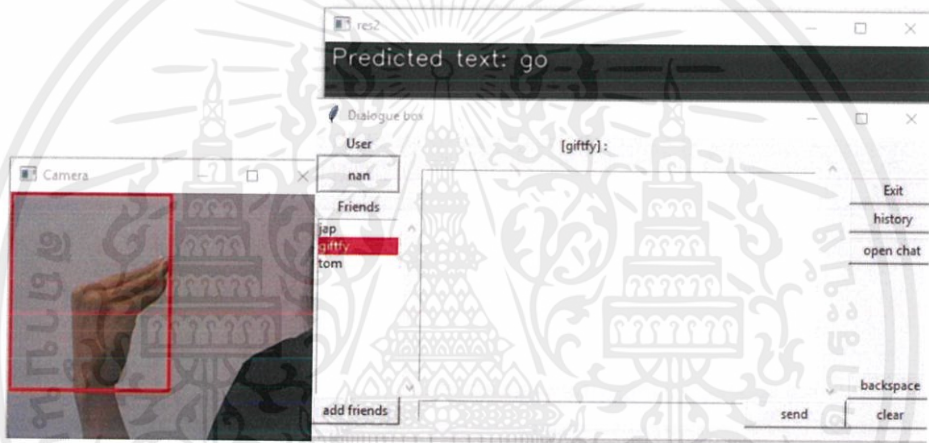 res2
Predicted text: go
Dialogue box
User
[giftfy] :
nan
Camera
Friends
jap
giftfy
tom
Exit
history
open chat
add friends
backspace
send
clear